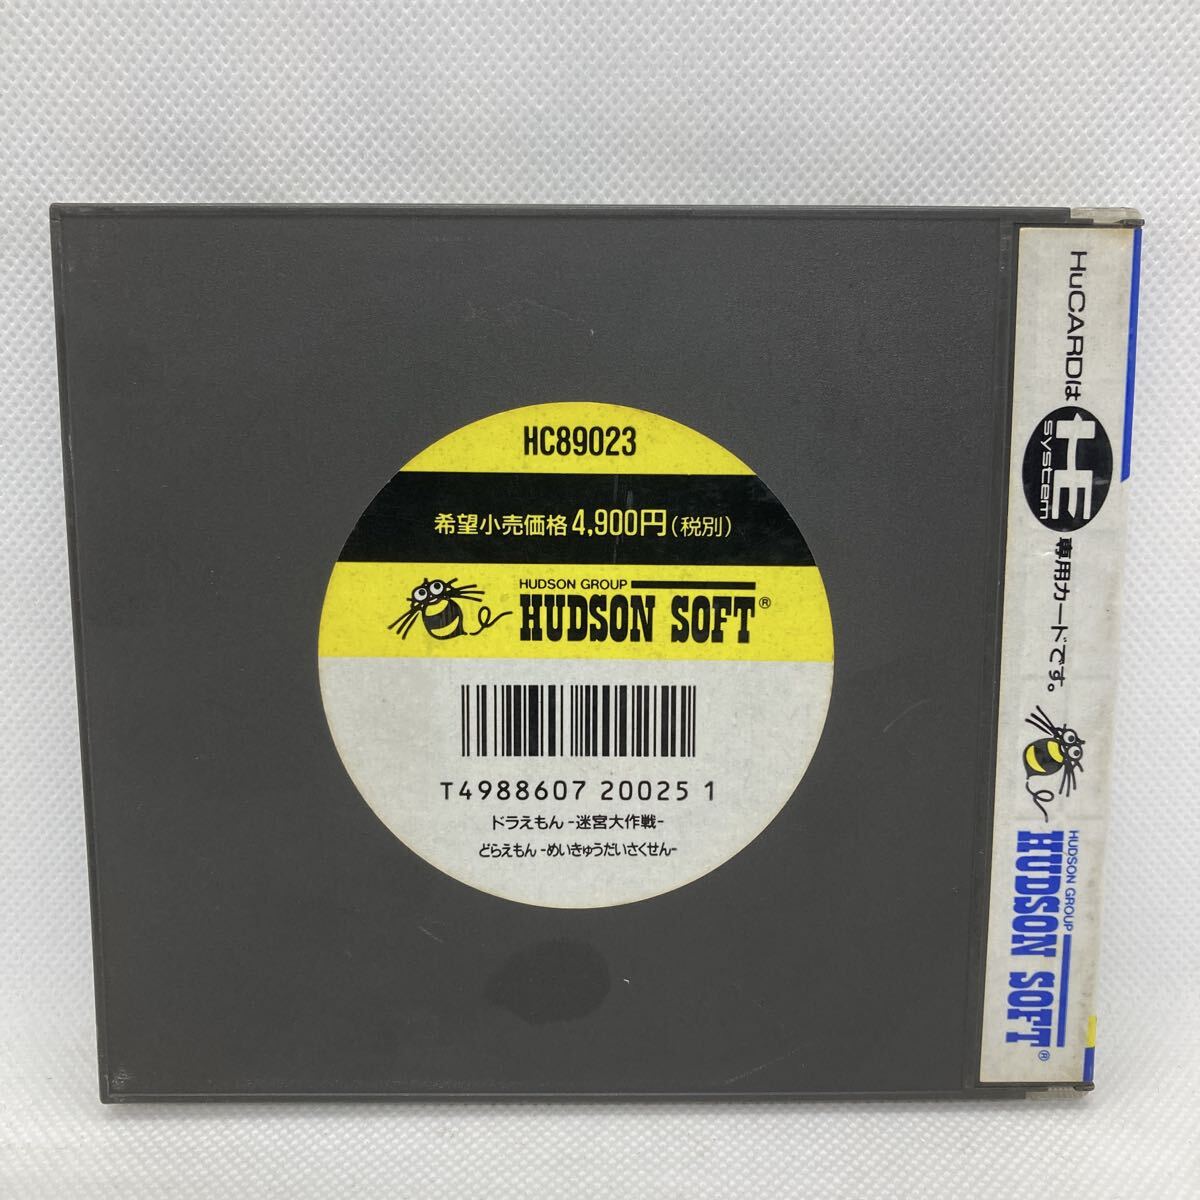 HC89023
希望小売価格4,900円(税別)
HUDSON GROUP
HUDSON SOFT®
T4988607 20025 1
ドラえもん-迷宮大作戦-
どらえもん-めいきゅうだいさくせん-
HuCARDは HE system 専用カードです。
HUDSON GROUP
HUDSON SOFT®